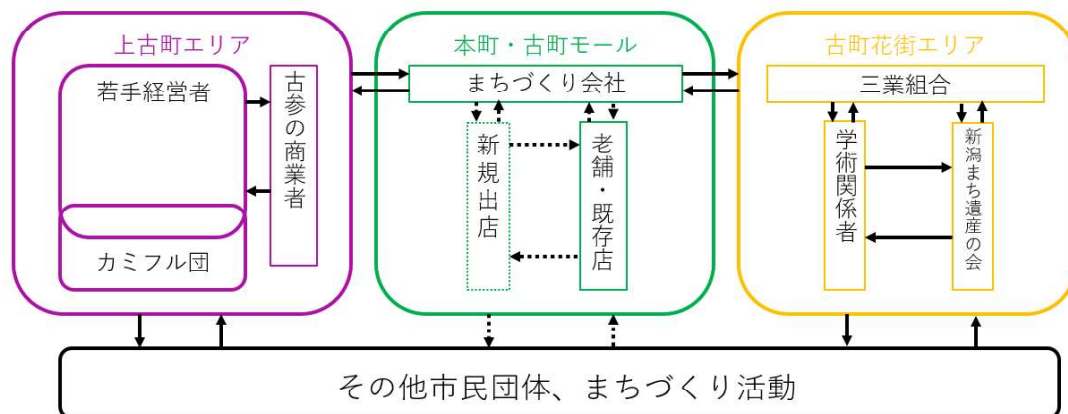 上古町エリア
若手経営者
古参の商業者
カミフル団
本町・古町モール
まちづくり会社
新規出店
老舗・既存店
古町花街エリア
三業組合
学術関係者
新潟まち遺産の会
その他市民団体、まちづくり活動